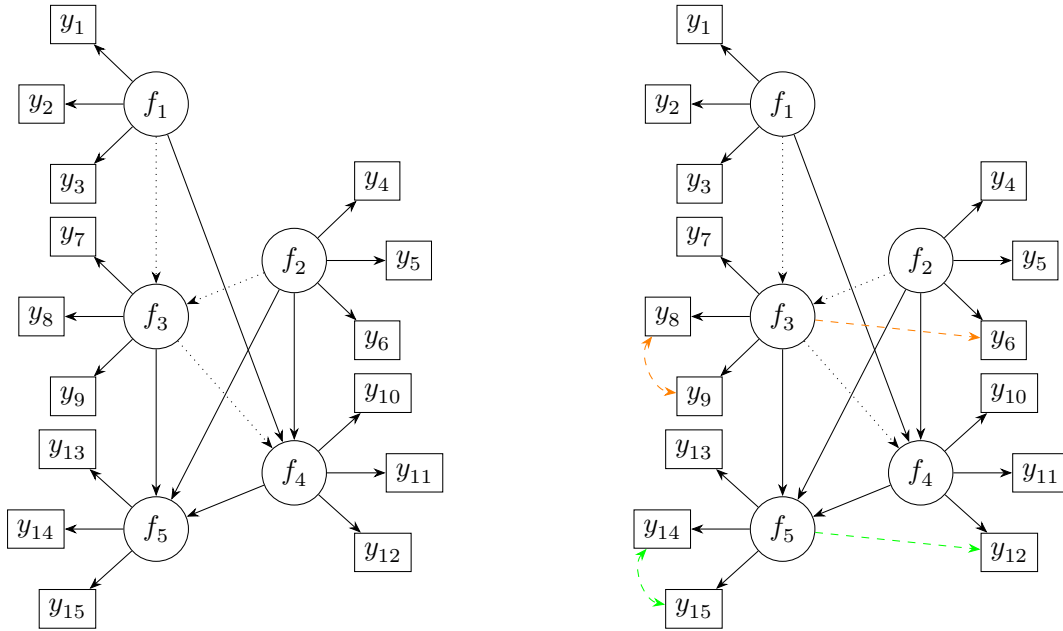 y₁
y₂
f₁
y₃
y₄
y₇
f₂
y₅
y₈
f₃
y₆
y₉
y₁₀
y₁₃
f₄
y₁₁
y₁₄
f₅
y₁₂
y₁₅
y₁
y₂
f₁
y₃
y₄
y₇
f₂
y₅
y₈
f₃
y₆
y₉
y₁₀
y₁₃
f₄
y₁₁
y₁₄
f₅
y₁₂
y₁₅